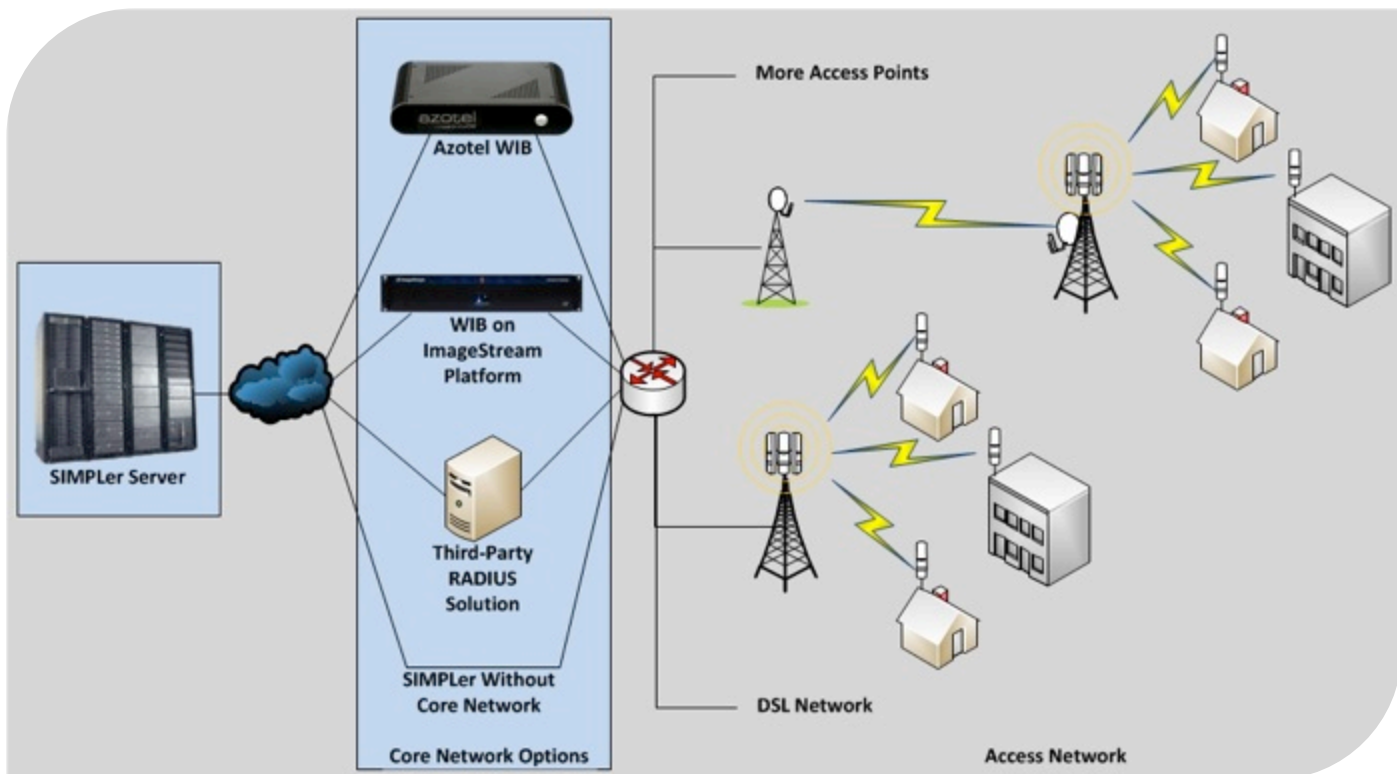 More Access Points
azotel
Azotel WIB
WIB on
ImageStream
Platform
SIMPLer Server
Third-Party
RADIUS
Solution
SIMPLer Without
Core Network
DSL Network
Core Network Options
Access Network